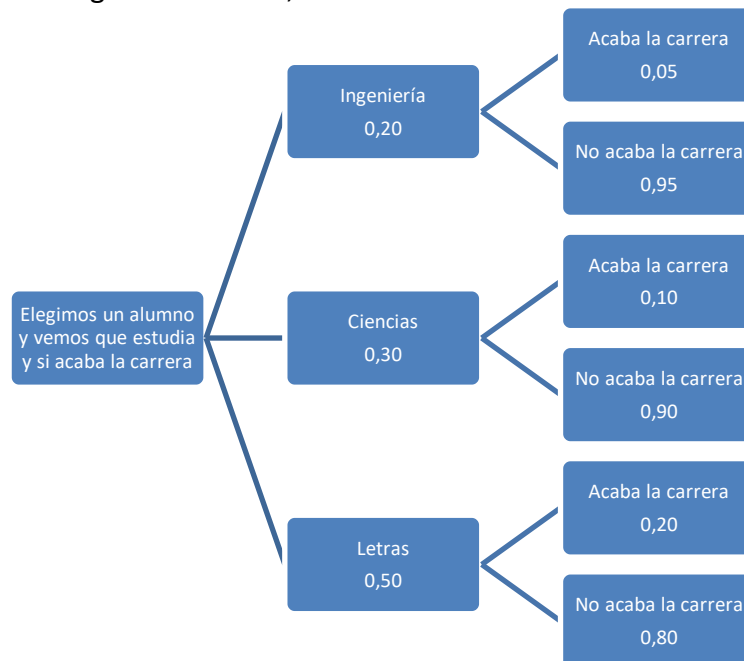 Acaba la carrera
0,05
Ingeniería
0,20
No acaba la carrera
0,95
Acaba la carrera
0,10
Elegimos un alumno
y vemos que estudia
y si acaba la carrera
Ciencias
0,30
No acaba la carrera
0,90
Acaba la carrera
0,20
Letras
0,50
No acaba la carrera
0,80